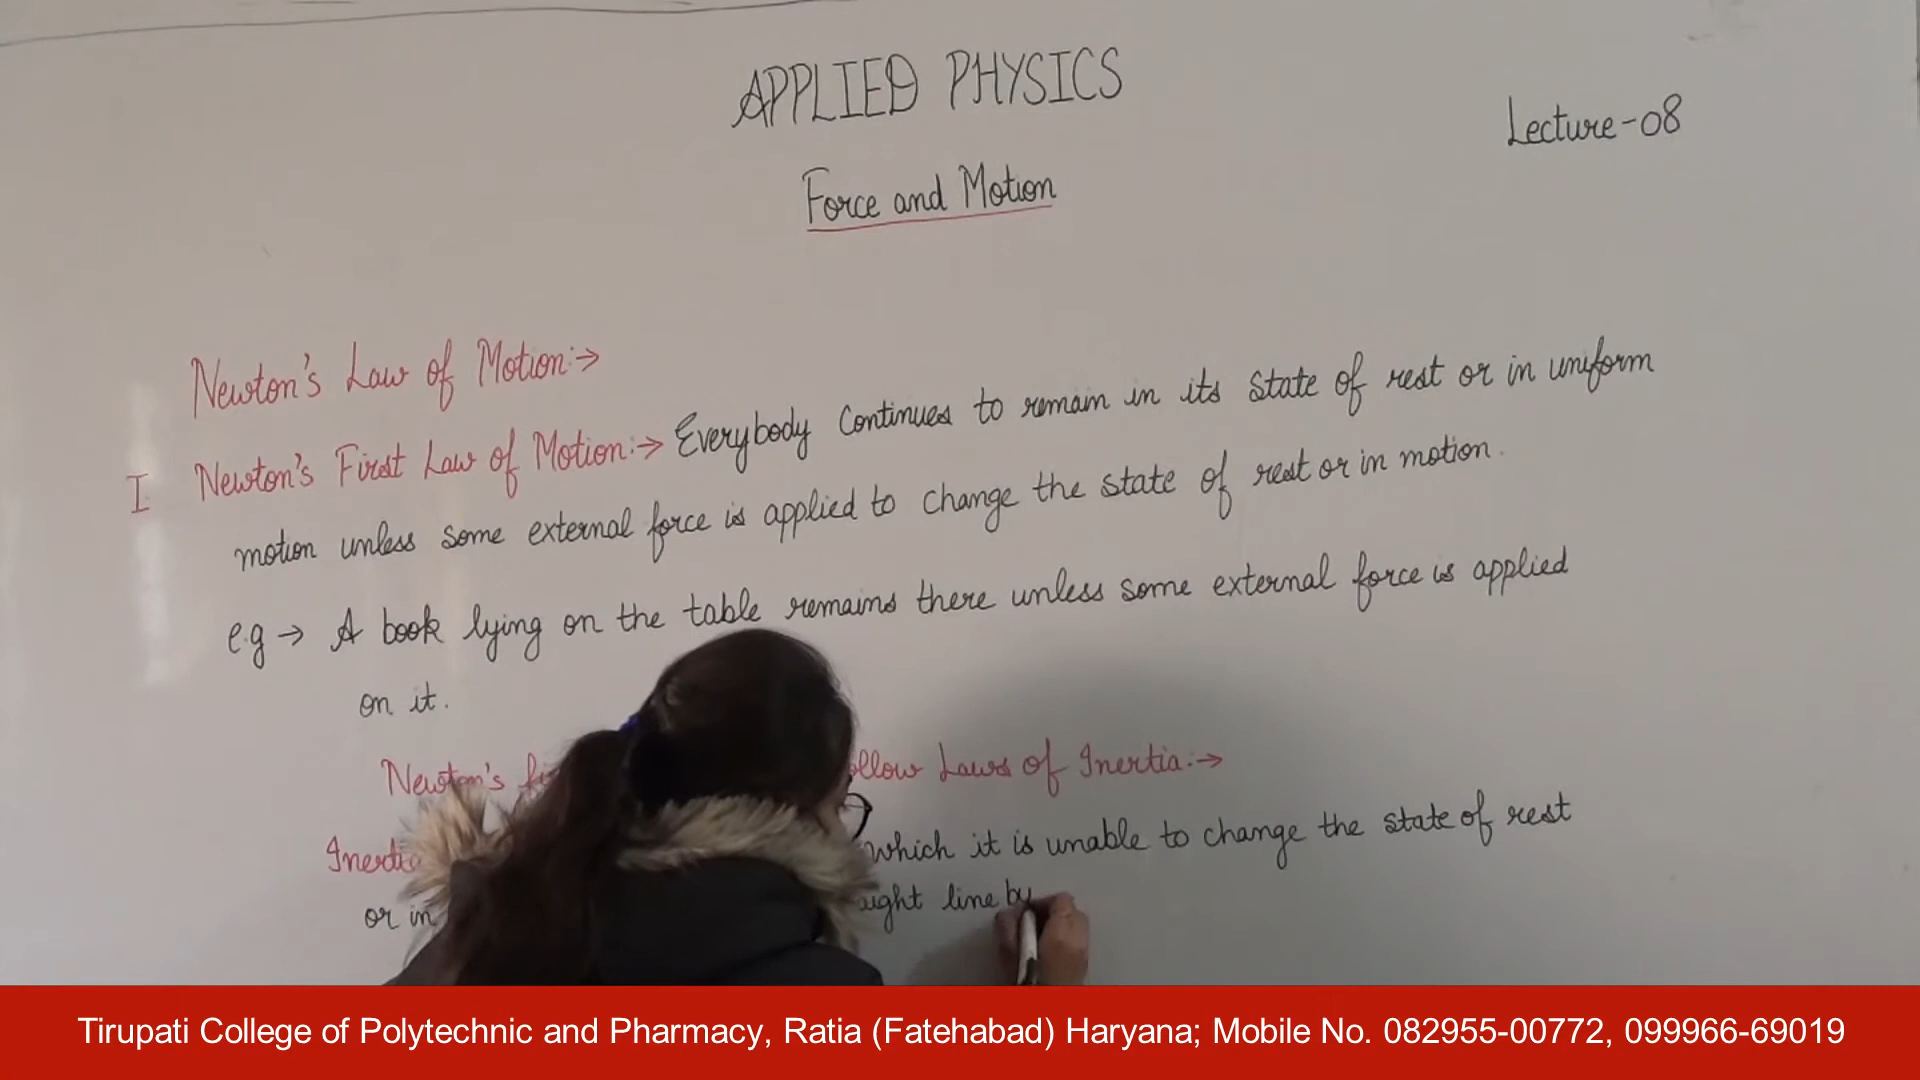 APPLIED PHYSICS
Lecture-08
Force and Motion
Newton's Law of Motion:→
I. Newton's First Law of Motion:→ Everybody Continues to remain in its state of rest or in uniform
motion unless some external force is applied to change the state of rest or in motion.
e.g → A book lying on the table remains there unless some external force is applied
on it.
Newton's Laws of Inertia:→
which it is unable to change the state of rest
or in line by
Tirupati College of Polytechnic and Pharmacy, Ratia (Fatehabad) Haryana; Mobile No. 082955-00772, 099966-69019